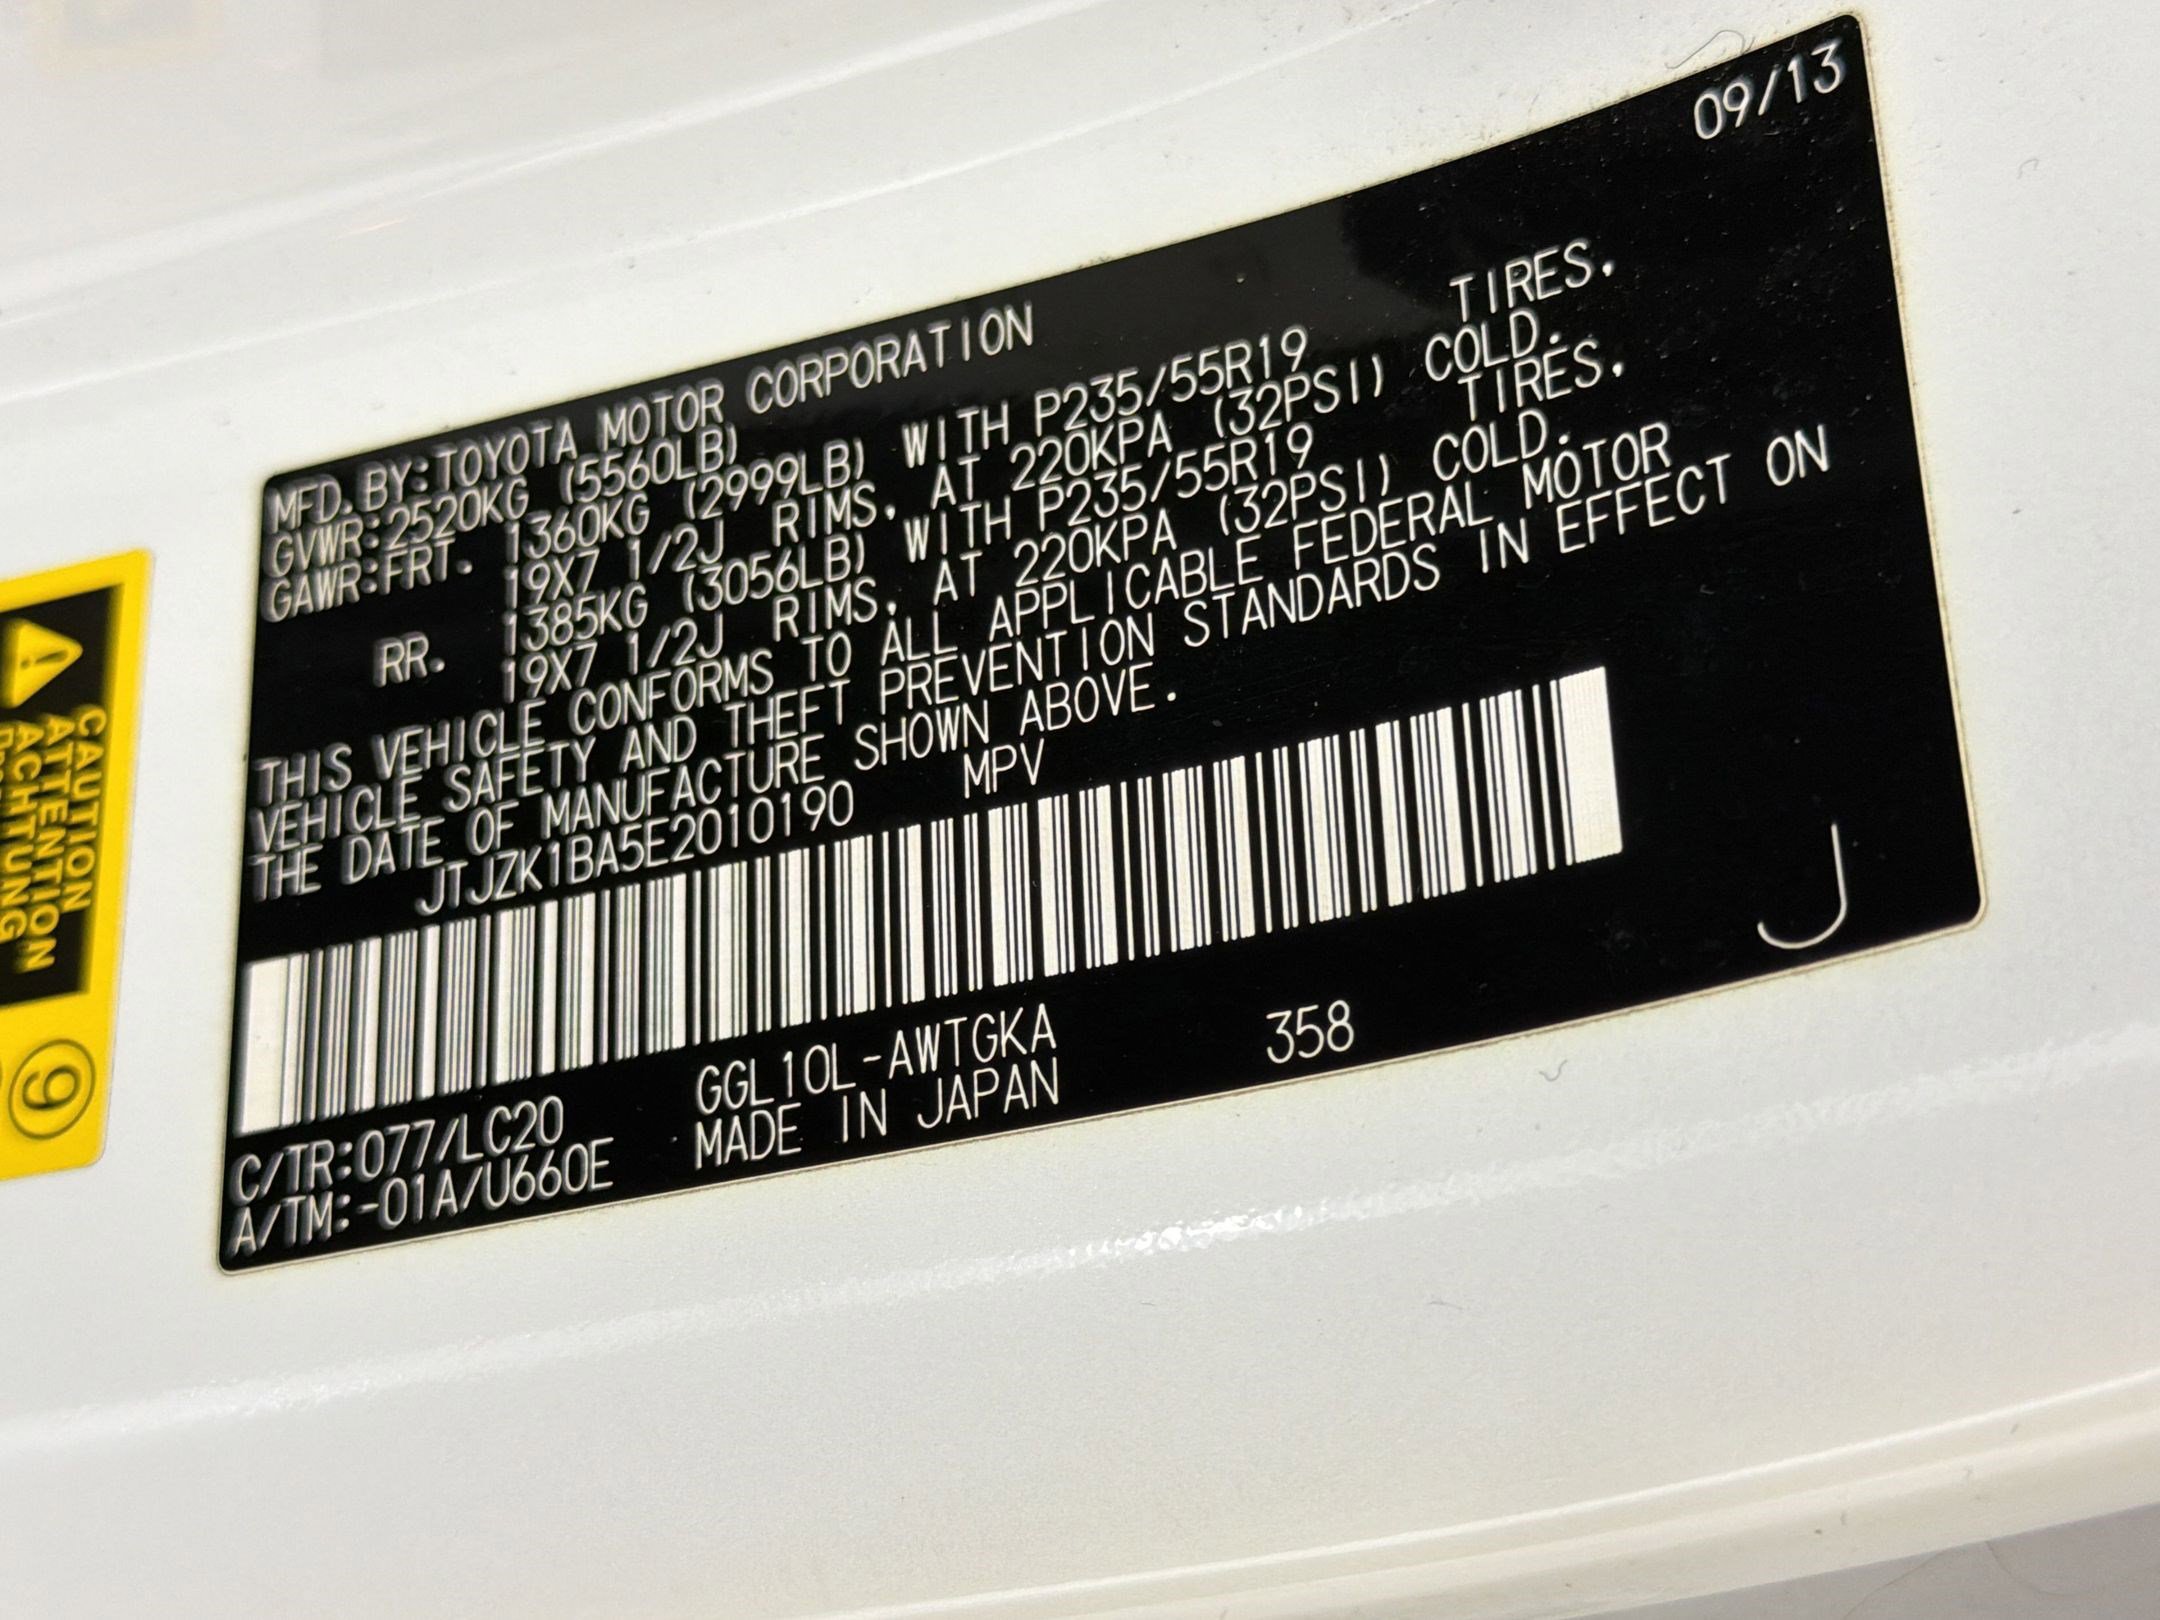 09/13
MFD. BY:TOYOTA MOTOR CORPORATION
GVWR:2520KG (5560LB)
GAWR:FRT. 1360KG (2999LB) WITH P235/55R19 TIRES,
19X7 1/2J RIMS, AT 220KPA (32PSI) COLD.
RR. 1385KG (3056LB) WITH P235/55R19 TIRES,
19X7 1/2J RIMS, AT 220KPA (32PSI) COLD.
THIS VEHICLE CONFORMS TO ALL APPLICABLE FEDERAL MOTOR
VEHICLE SAFETY AND THEFT PREVENTION STANDARDS IN EFFECT ON
THE DATE OF MANUFACTURE SHOWN ABOVE.
JTJZK1BA5E2010190 MPV
J
C/TR:077/LC20 GGL10L-AWTGKA 358
A/TM:-01A/U660E MADE IN JAPAN
CAUTION
ATTENTION
ACHTUNG
9